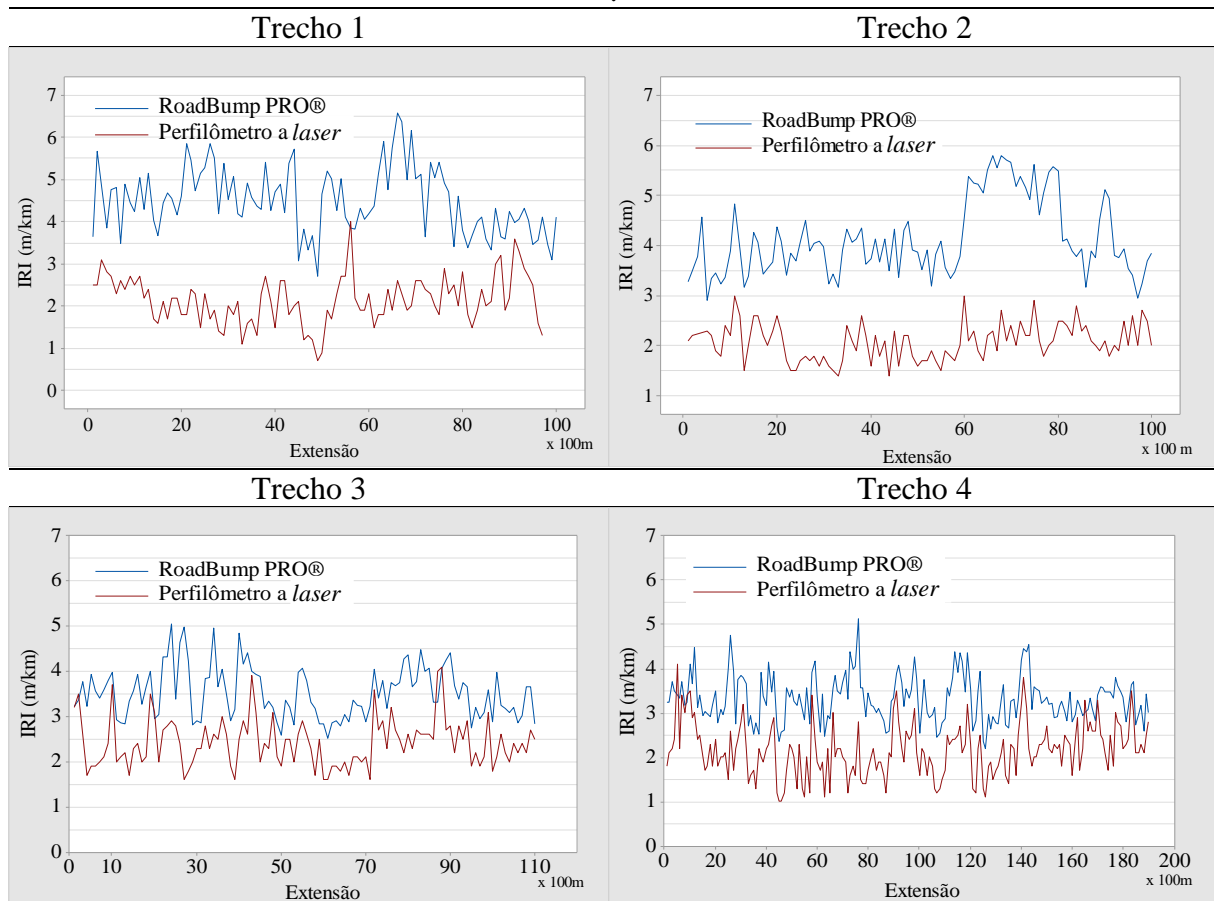 Trecho 1
7
6
5
4
3
2
1
0
IRI (m/km)
RoadBump PRO®
Perfilômetro a laser
0 20 40 60 80 100
x 100m
Extensão
Trecho 2
7
6
5
4
3
2
1
IRI (m/km)
RoadBump PRO®
Perfilômetro a laser
0 20 40 60 80 100
x 100 m
Extensão
Trecho 3
7
6
5
4
3
2
1
0
IRI (m/km)
RoadBump PRO®
Perfilômetro a laser
0 10 30 50 70 90 110
x 100m
Extensão
Trecho 4
7
6
5
4
3
2
1
0
IRI (m/km)
RoadBump PRO®
Perfilômetro a laser
0 20 40 60 80 100 120 140 160 180 200
x 100m
Extensão